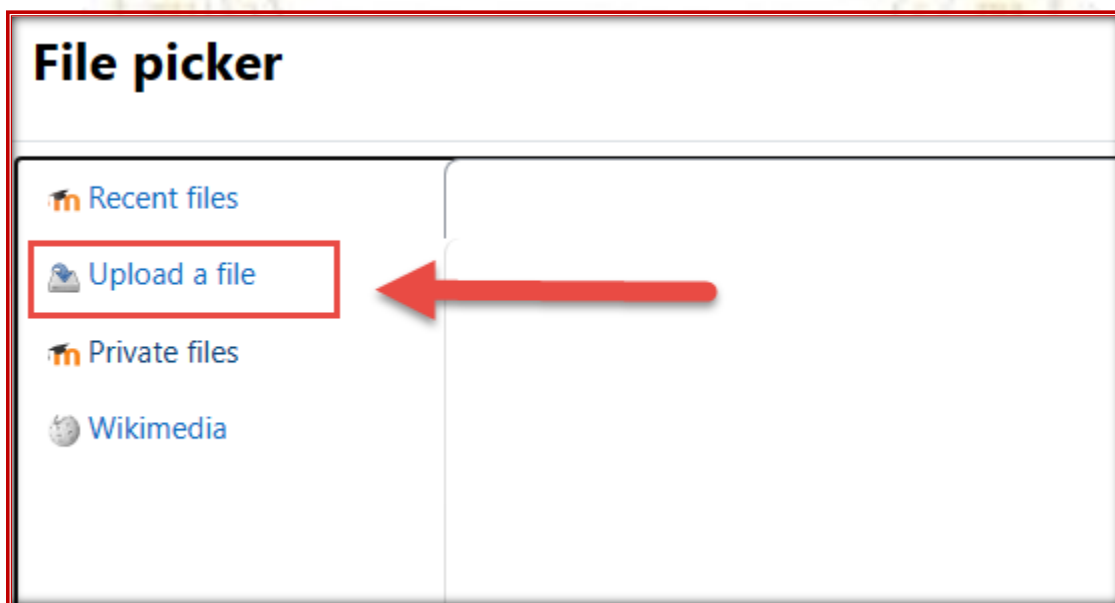 File picker
Recent files
Upload a file
Private files
Wikimedia